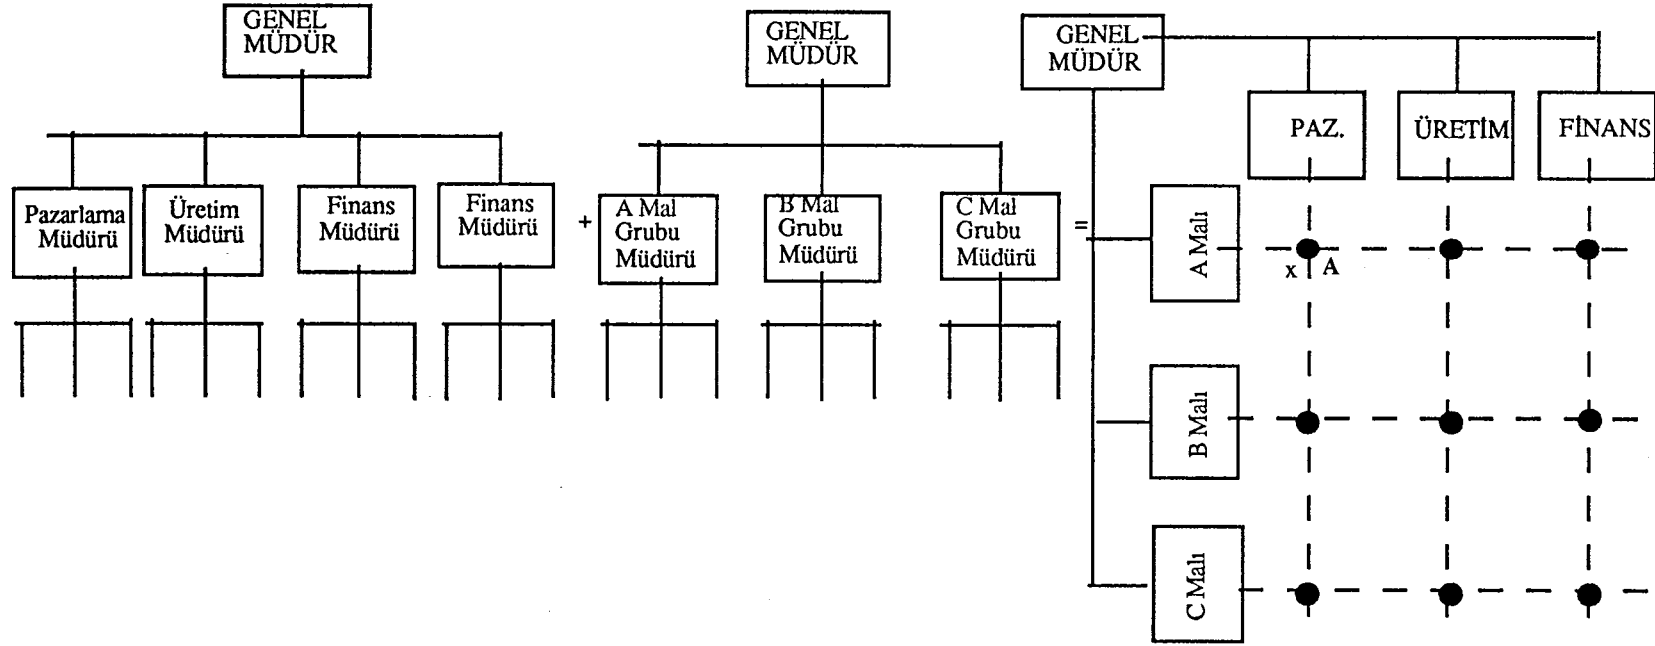 GENEL
MÜDÜR
Pazarlama
Müdürü
Üretim
Müdürü
Finans
Müdürü
Finans
Müdürü
+
GENEL
MÜDÜR
A Mal
Grubu
Müdürü
B Mal
Grubu
Müdürü
C Mal
Grubu
Müdürü
=
GENEL
MÜDÜR
PAZ.
ÜRETİM
FİNANS
A Malı
x A
B Malı
C Malı